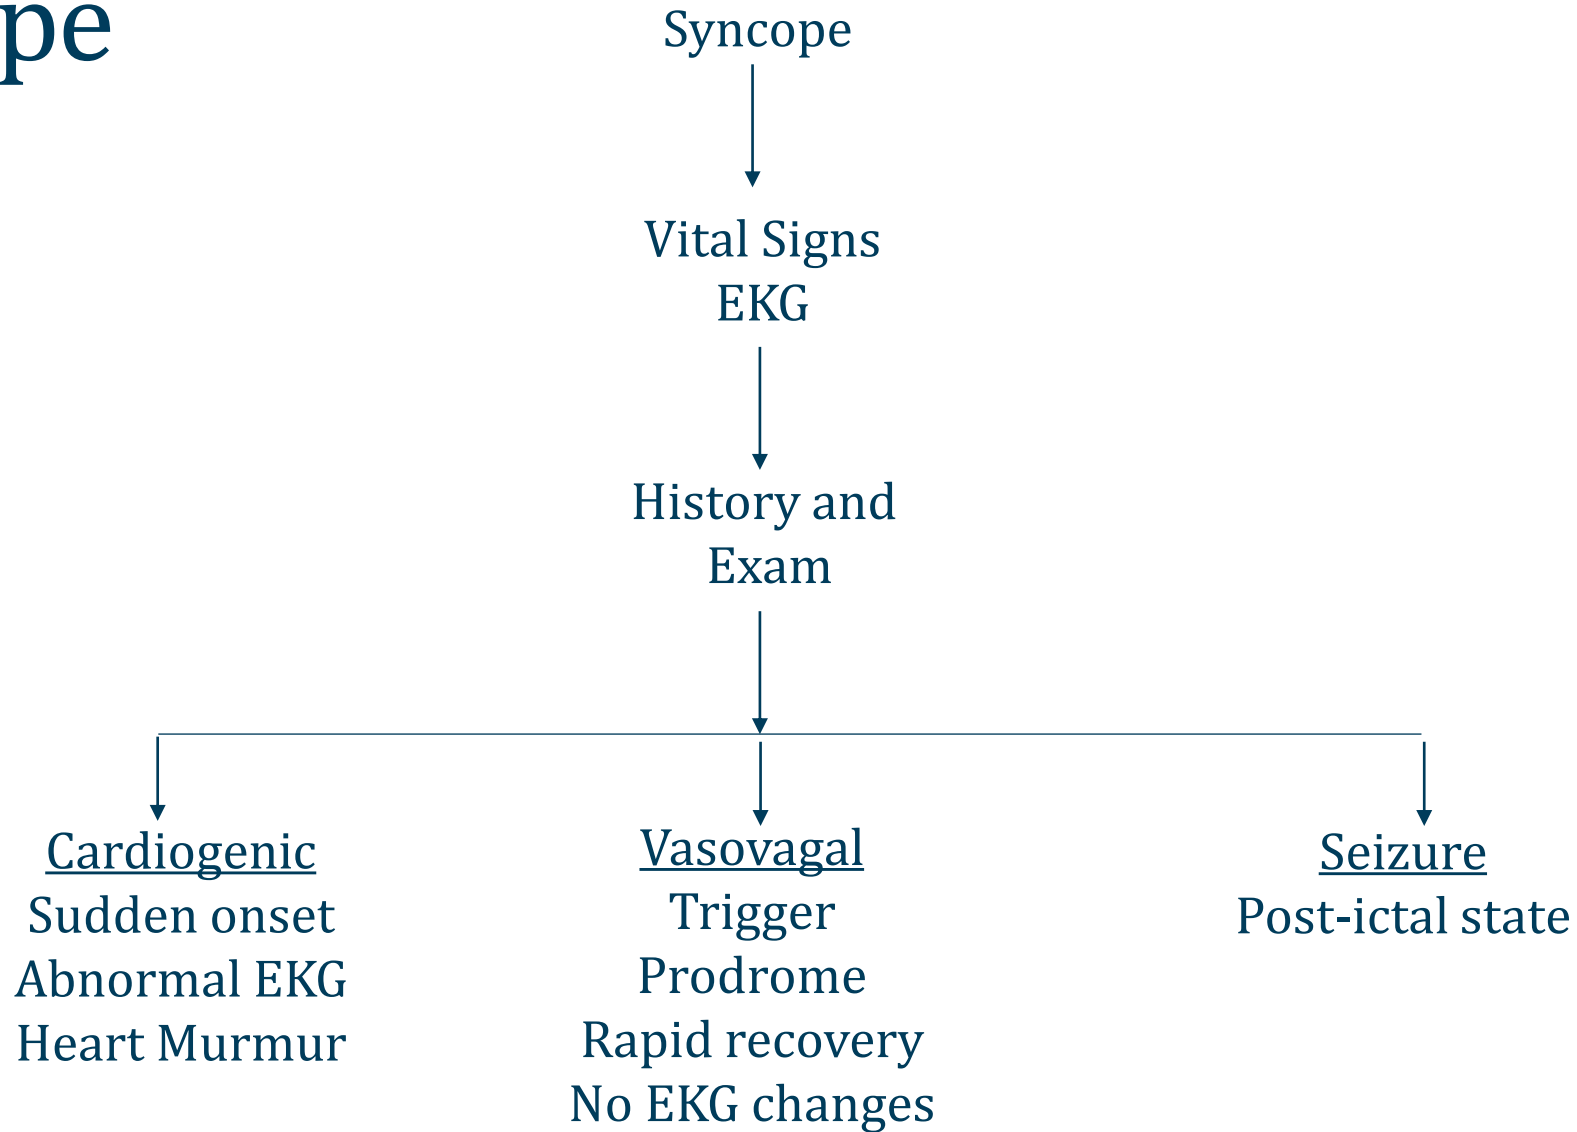 pe
Syncope
Vital Signs
EKG
History and
Exam
Cardiogenic
Sudden onset
Abnormal EKG
Heart Murmur
Vasovagal
Trigger
Prodrome
Rapid recovery
No EKG changes
Seizure
Post-ictal state